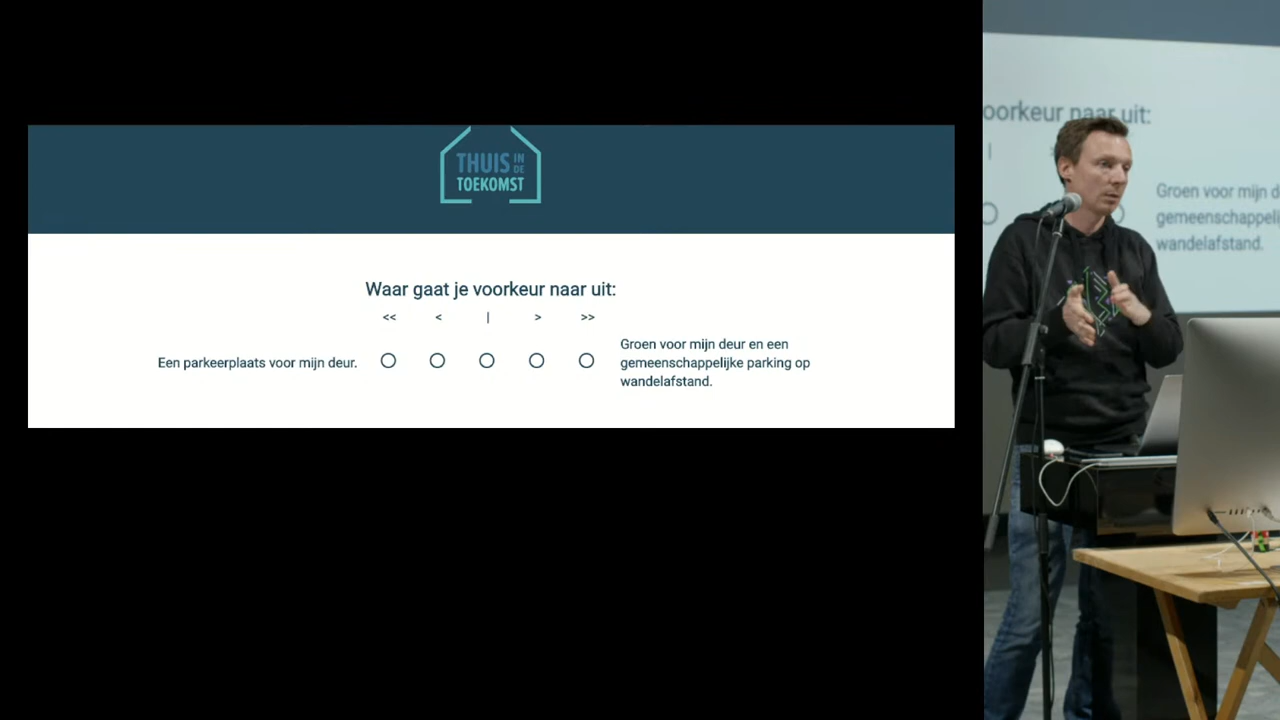 THUIS IN DE
TOEKOMST
Waar gaat je voorkeur naar uit:
<< < | > >>
Een parkeerplaats voor mijn deur.
Groen voor mijn deur en een
gemeenschappelijke parking op
wandelafstand.
oorkeur naar uit:
|
Groen voor mijn d
gemeenschappelij
wandelafstand.